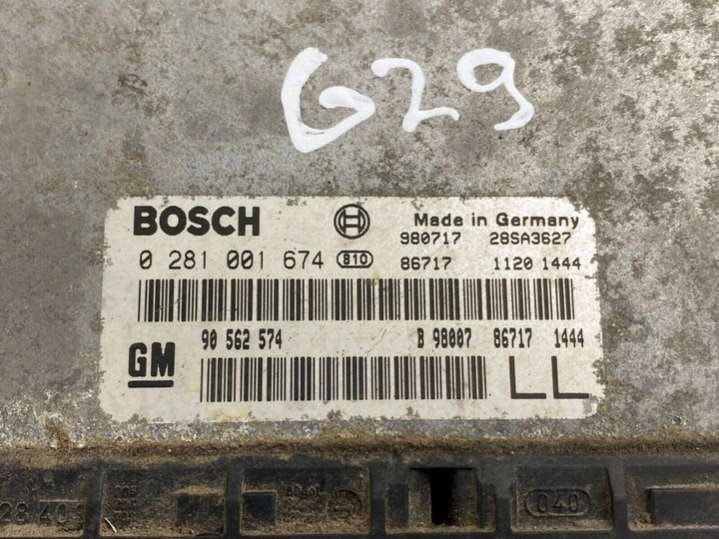 G29
BOSCH Made in Germany
980717 28SA3627
0 281 001 674 810 86717 1120 1444
GM 90 562 574 B 98007 86717 1444
LL
040